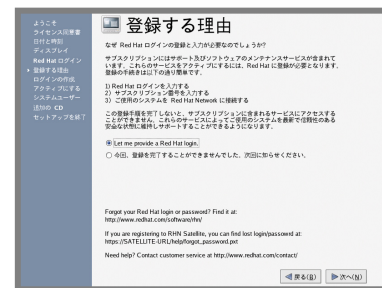 ようこそ
ライセンス同意書
日付と時刻
ディスプレイ
Red Hat ログイン
登録する理由
ログインの作成
アクティブにする
システムユーザー
追加の CD
セットアップを終了
登録する理由
なぜ Red Hat ログインの登録と入力が必要なのでしょうか?
サブスクリプションにはサポート及びソフトウェアのメンテナンスサービスが含まれて
います。これらのサービスをアクティブにするには、Red Hat に登録が必要となります。
登録の手続きは以下の通り簡単です。
1) Red Hat ログインを入力する
2) サブスクリプション番号を入力する
3) ご使用のシステムを Red Hat Network に接続する
この登録手順を完了しないと、サブスクリプションに含まれるサービスにアクセスする
ことができません。これらのサービスによってご使用のシステムを最新で信頼性のある
安全な状態に維持しサポートすることができるようになります。
Let me provide a Red Hat login.
今回、登録を完了することができませんでした。次回に知らせください。
Forgot your Red Hat login or password? Find it at:
http://www.redhat.com/software/rhn/
If you are registering to RHN Satellite, you can find lost login/passowrd at:
https://SATELLITE-URL/help/forgot_password.pxt
Need help? Contact customer service at http://www.redhat.com/contact/
戻る(B)
次へ(N)